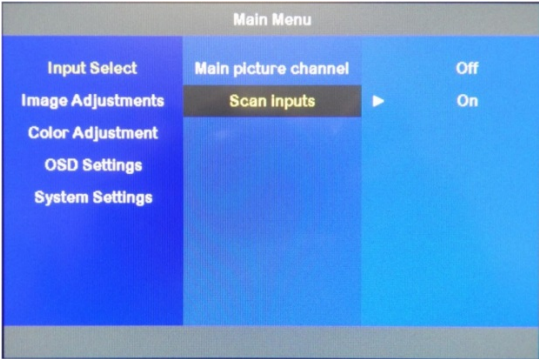 Main Menu
Input Select
Image Adjustments
Color Adjustment
OSD Settings
System Settings
Main picture channel
Scan Inputs
Off
On